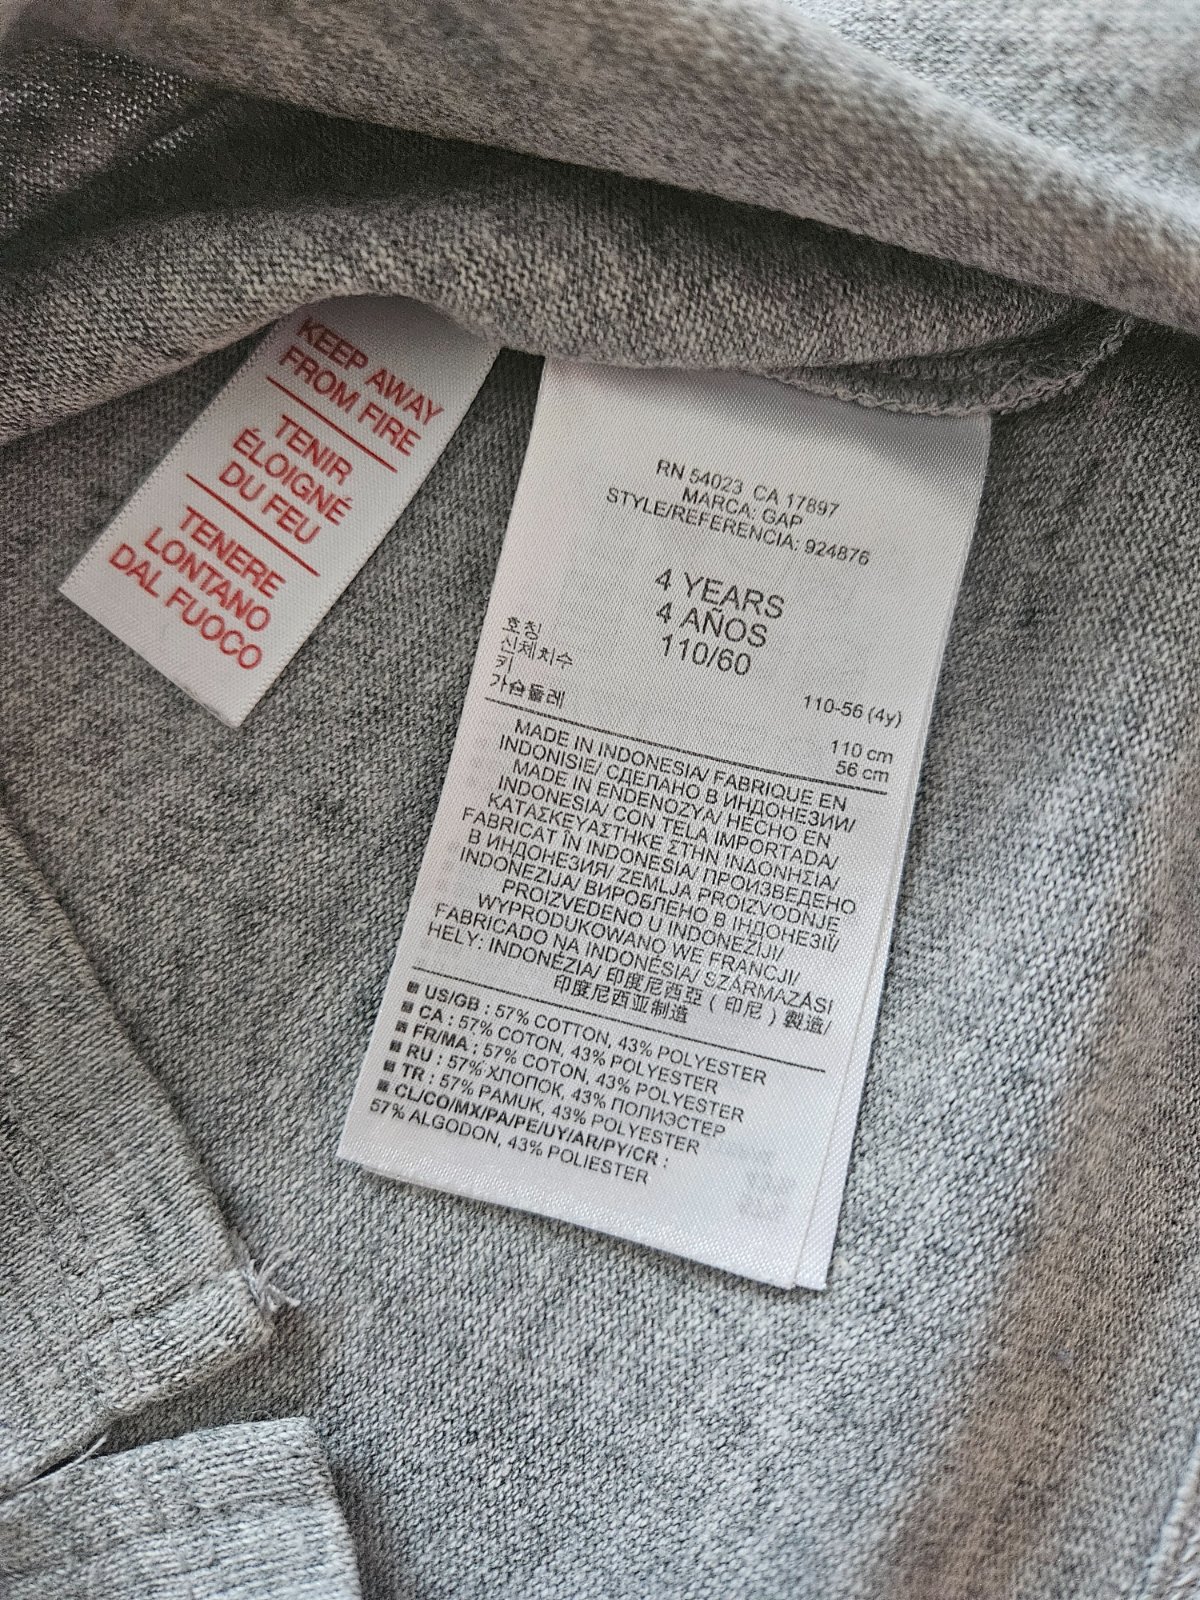 KEEP AWAY
FROM FIRE
TENIR
ÉLOIGNÉ
DU FEU
TENERE
LONTANO
DAL FUOCO
RN 54023 CA 17897
MARCA: GAP
STYLE/REFERENCIA: 924876
4 YEARS
4 AÑOS
110/60
호칭
신체치수 110-56 (4y)
키 110 cm
가슴둘레 56 cm
MADE IN INDONESIA/ FABRIQUE EN
INDONISIE/ СДЕЛАНО В ИНДОНЕЗИИ/
MADE IN ENDENOZYA/ HECHO EN
INDONESIA/ CON TELA IMPORTADA/
ΚΑΤΑΣΚΕΥΑΣΤΗΚΕ ΣΤΗΝ ΙΝΔΟΝΗΣΙΑ/
FABRICAT ÎN INDONESIA/ ПРОИЗВЕДЕНО
В ИНДОНЕЗИЯ/ ZEMLJA PROIZVODNJE
INDONEZIJA/ ВИРОБЛЕНО В ІНДОНЕЗІЇ/
PROIZVEDENO U INDONEŽIJI/
WYPRODUKOWANO WE FRANCJI/
FABRICADO NA INDONÉSIA/ SZÁRMAZÁSI
HELY: INDONÉZIA/ 印度尼西亞 ( 印尼 ) 製造/
印度尼西亚制造
US/GB : 57% COTTON, 43% POLYESTER
CA : 57% COTON, 43% POLYESTER
FR/MA : 57% COTON, 43% POLYESTER
RU : 57% ХЛОПОК, 43% ПОЛИЭСТЕР
TR : 57% PAMUK, 43% POLYESTER
CL/CO/MX/PA/PE/UY/AR/PY/CR :
57% ALGODON, 43% POLIESTER